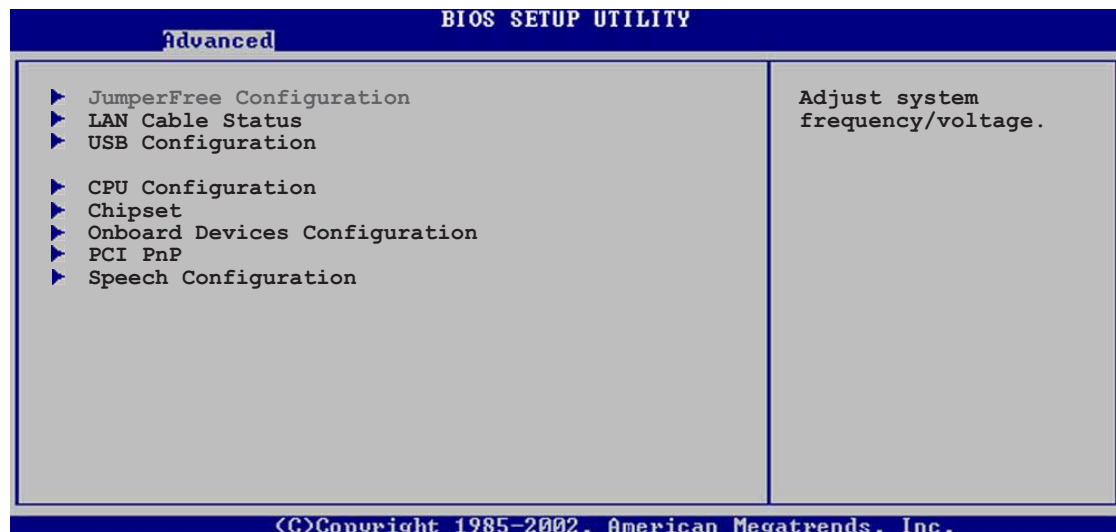 BIOS SETUP UTILITY
Advanced
JumperFree Configuration
LAN Cable Status
USB Configuration
CPU Configuration
Chipset
Onboard Devices Configuration
PCI PnP
Speech Configuration
Adjust system
frequency/voltage.
(C)Copyright 1985-2002, American Megatrends, Inc.